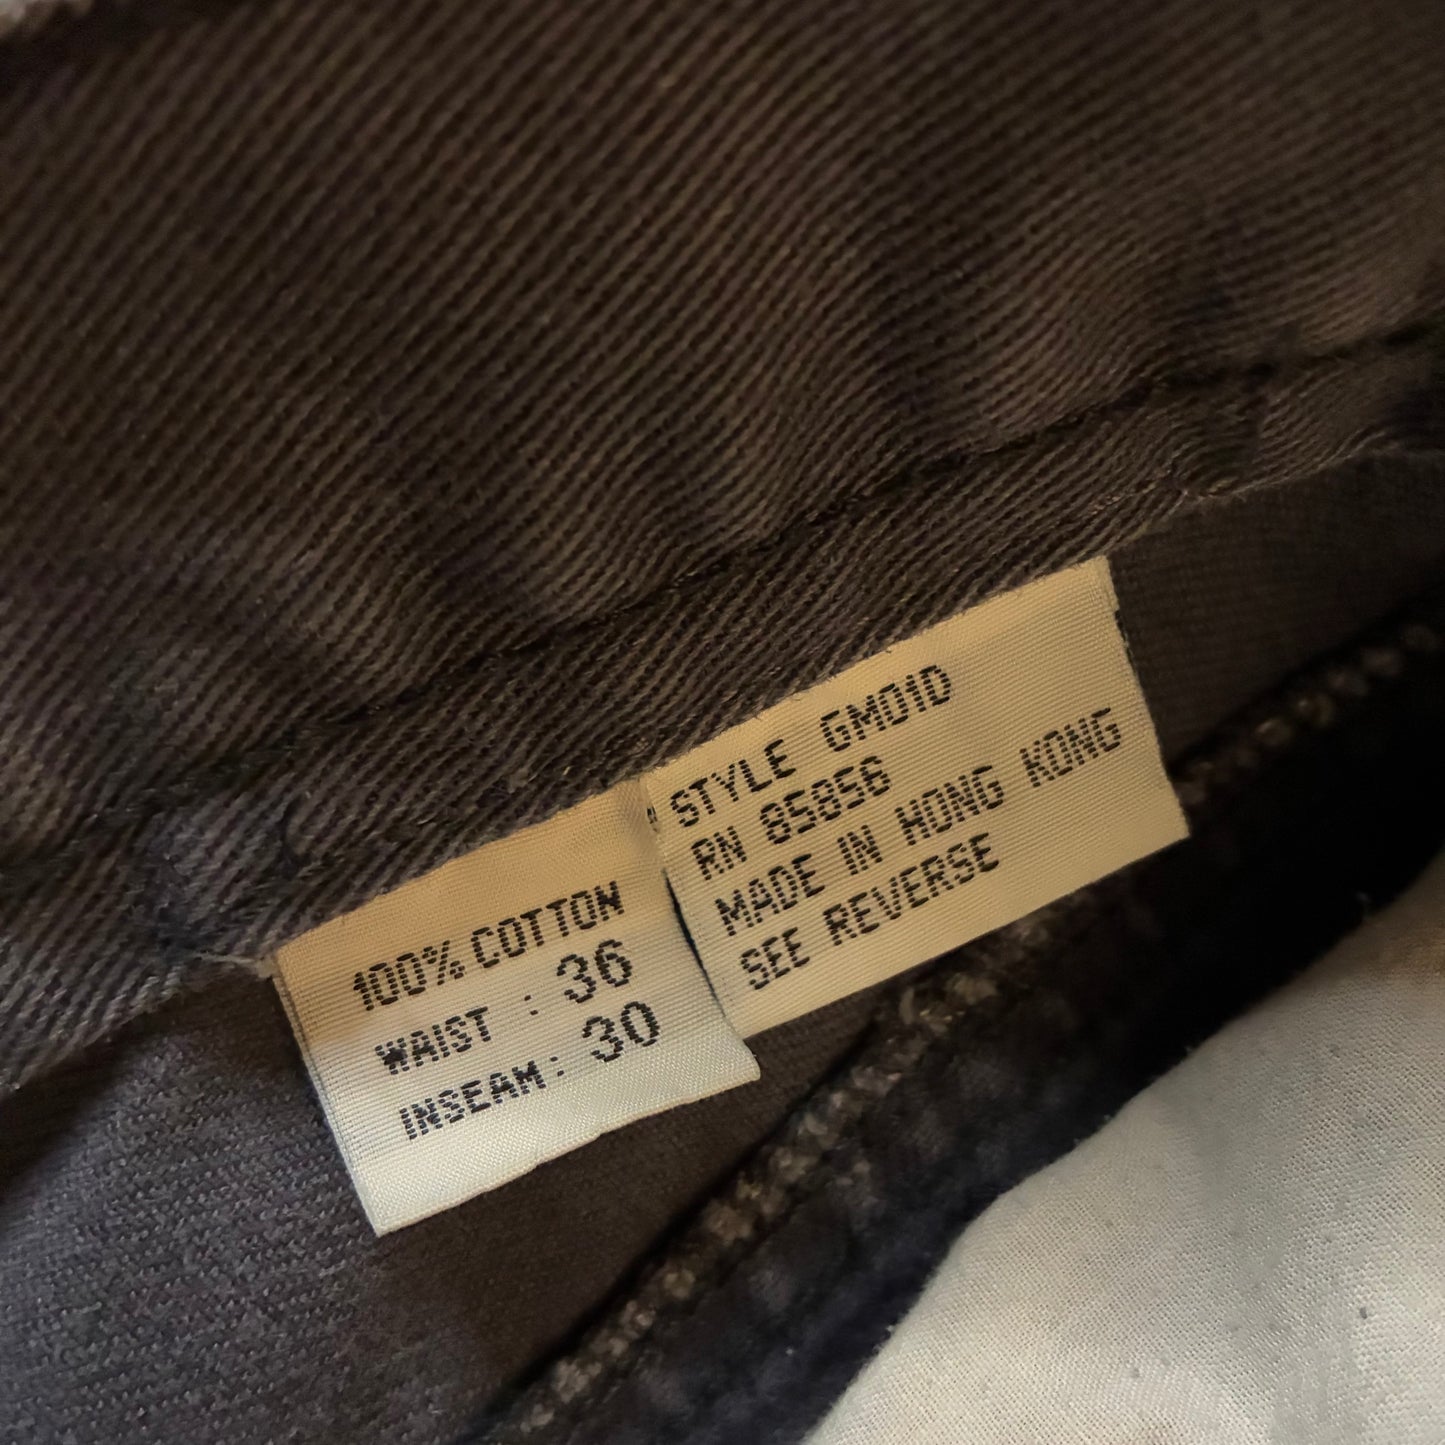 100% COTTON
WAIST : 36
INSEAM : 30
STYLE GM01D
RN 85856
MADE IN HONG KONG
SEE REVERSE